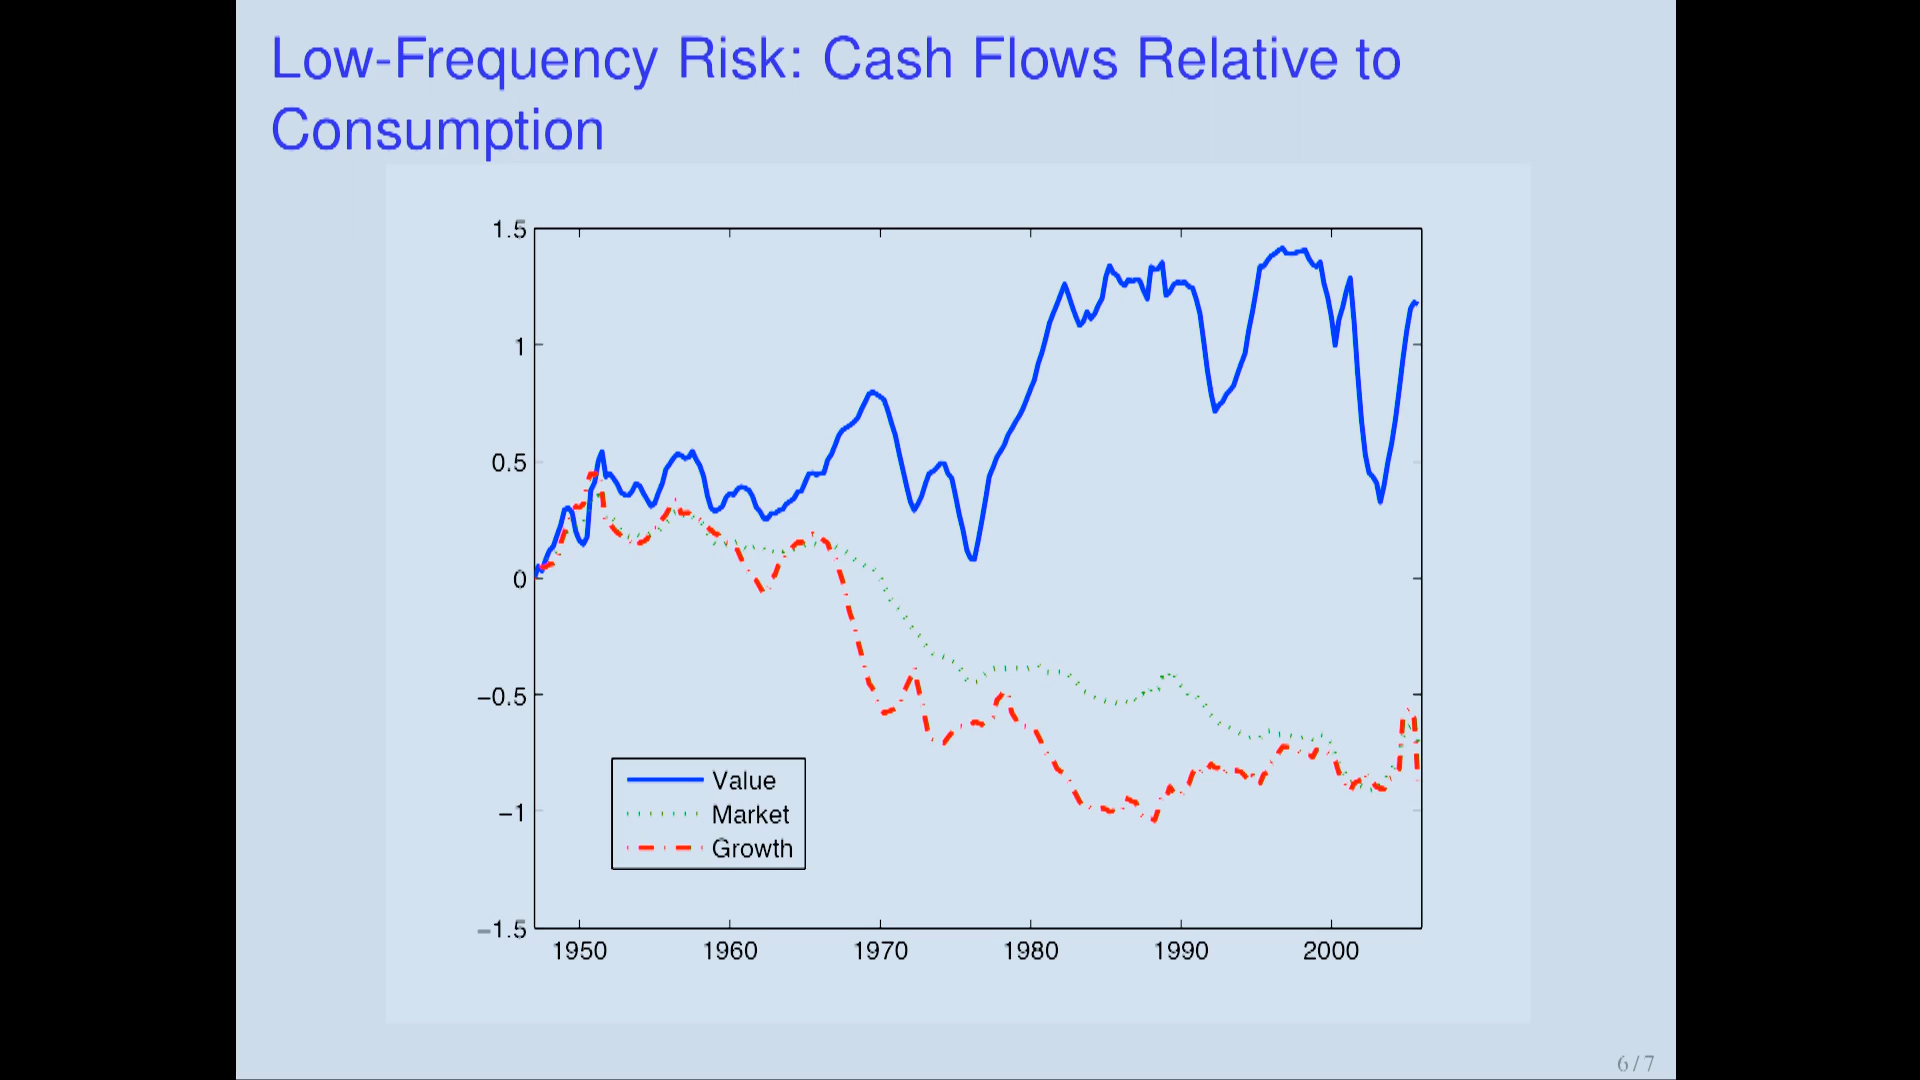 Low-Frequency Risk: Cash Flows Relative to
Consumption
1.5
1
0.5
0
−0.5
−1
−1.5
1950 1960 1970 1980 1990 2000
Value
Market
Growth
6 / 7